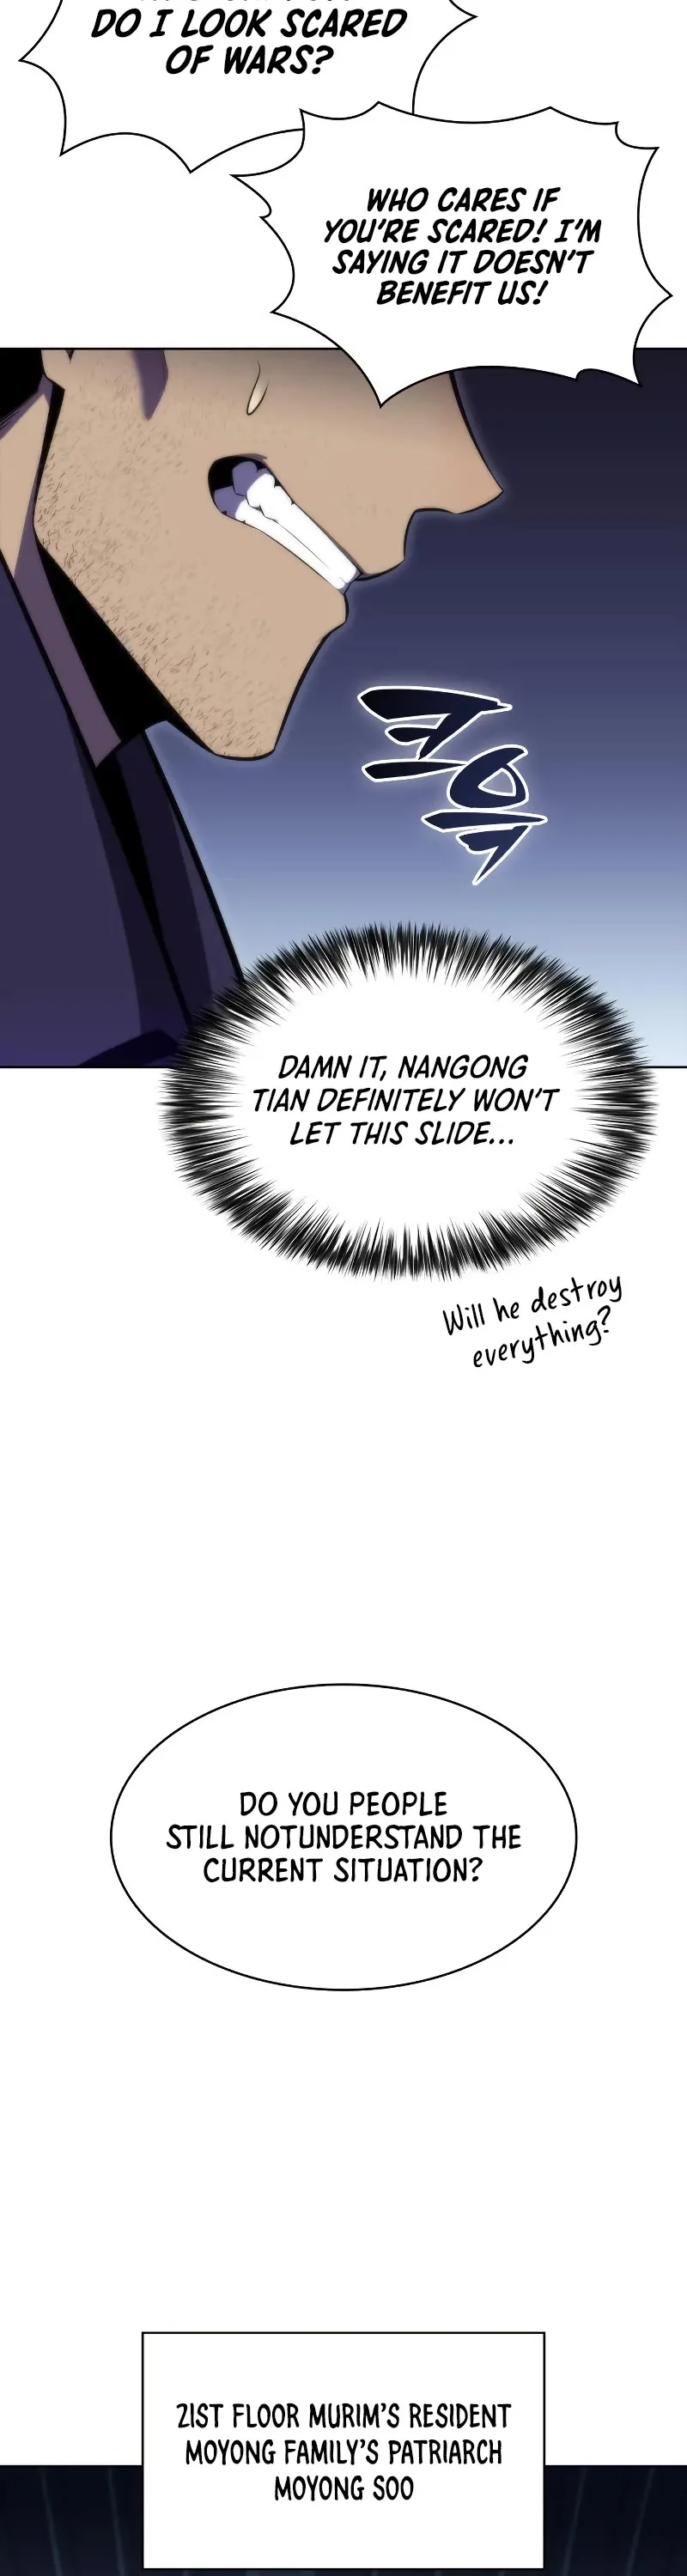 DO I LOOK SCARED
OF WARS?
WHO CARES IF
YOU'RE SCARED! I'M
SAYING IT DOESN'T
BENEFIT US!
DAMN IT, NANGONG
TIAN DEFINITELY WON'T
LET THIS SLIDE...
Will he destroy
everything?
DO YOU PEOPLE
STILL NOTUNDERSTAND THE
CURRENT SITUATION?
21ST FLOOR MURIM'S RESIDENT
MOYONG FAMILY'S PATRIARCH
MOYONG SOO